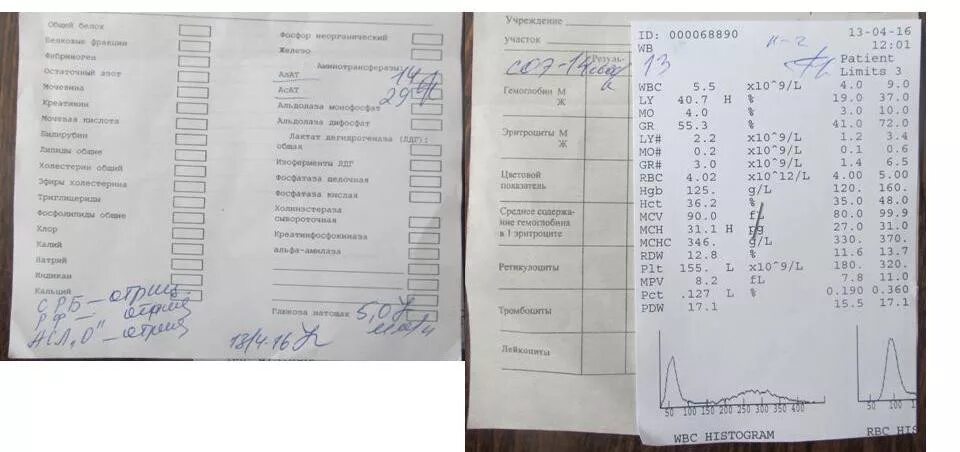 Общий белок
Белковые фракции
Фибриноген
Остаточный азот
Мочевина
Креатинин
Мочевая кислота
Билирубин
Липиды общие
Холестерин общий
Эфиры холестерина
Триглицериды
Фосфолипиды общие
Хлор
Калий
Натрий
Индикан
Кальций
СРБ – отриц
РФ – отриц
АСЛ "О" – отриц
Фосфор неорганический
Железо
Аминотрансферазы:
АлАТ 14
АсАТ 29
Альдолаза монофосфат
Альдолаза дифосфат
Лактат дегидрогеназа (ЛДГ):
общая
Изоферменты ЛДГ
Фосфатаза щелочная
Фосфатаза кислая
Холинэстераза
сывороточная
Креатинфосфокиназа
альфа-амилаза
Глюкоза натощак 5,0
18/4.16
Учреждение
участок
СОЭ-14
Гемоглобин М
Ж
Эритроциты М
Ж
Цветовой
показатель
Среднее содержа-
ние гемоглобина
в 1 эритроците
Ретикулоциты
Тромбоциты
Лейкоциты
ID: 000068890 13-04-16
WB 12:01
13 Patient
Limits 3
WBC 5.5 x10^9/L 4.0 9.0
LY 40.7 H % 19.0 37.0
MO 4.0 % 3.0 10.0
GR 55.3 % 41.0 72.0
LY# 2.2 x10^9/L 1.2 3.4
MO# 0.2 x10^9/L 0.1 0.6
GR# 3.0 x10^9/L 1.4 6.5
RBC 4.02 x10^12/L 4.00 5.00
Hgb 125. g/L 120. 160.
Hct 36.2 % 35.0 48.0
MCV 90.0 fL 80.0 99.9
MCH 31.1 H pg 27.0 31.0
MCHC 346. g/L 330. 370.
RDW 12.8 % 11.6 13.7
Plt 155. L x10^9/L 180. 320.
MPV 8.2 fL 7.8 11.0
Pct .127 L % 0.190 0.360
PDW 17.1 15.5 17.1
50 100 150 200 250 300 350 400
50 100
WBC HISTOGRAM
RBC HIS